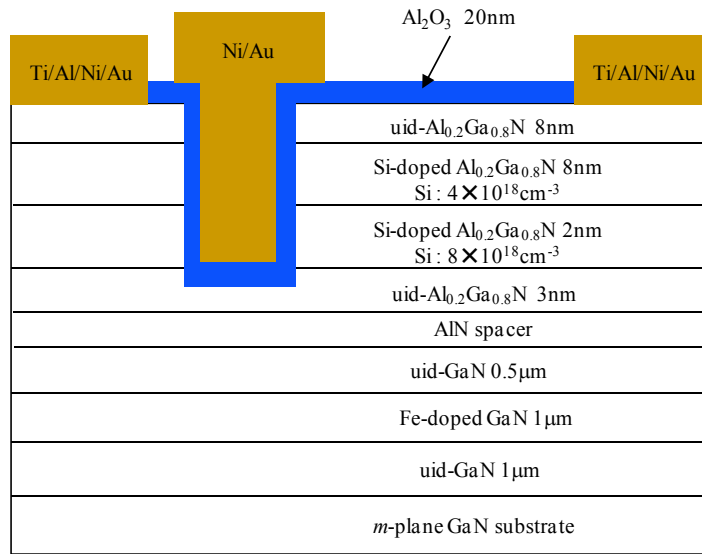 Al₂O₃ 20nm
Ti/Al/Ni/Au
Ni/Au
Ti/Al/Ni/Au
uid-Al₀.₂Ga₀.₈N 8nm
Si-doped Al₀.₂Ga₀.₈N 8nm
Si : 4×10¹⁸cm⁻³
Si-doped Al₀.₂Ga₀.₈N 2nm
Si : 8×10¹⁸cm⁻³
uid-Al₀.₂Ga₀.₈N 3nm
AlN spacer
uid-GaN 0.5μm
Fe-doped GaN 1μm
uid-GaN 1μm
m-plane GaN substrate